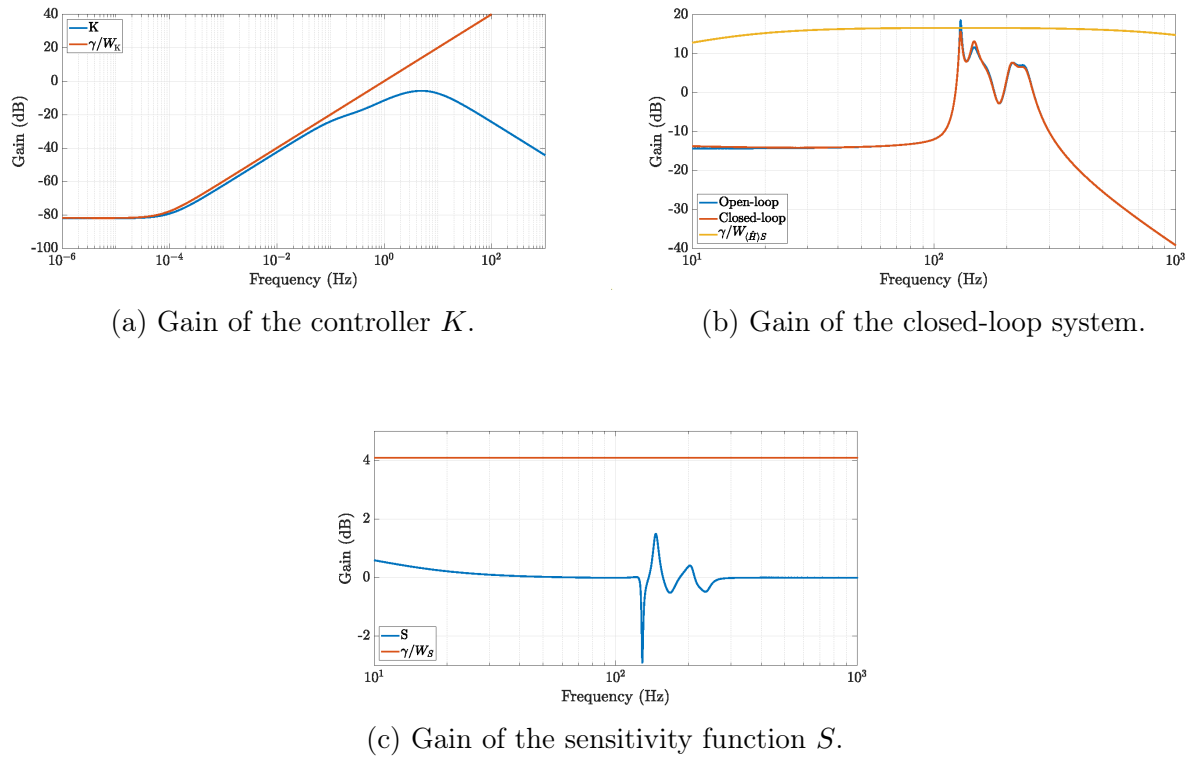 40
20
0
-20
-40
-60
-80
-100
Gain (dB)
K
γ/W_K
10^-6
10^-4
10^-2
10^0
10^2
Frequency (Hz)
(a) Gain of the controller K.
20
10
0
-10
-20
-30
-40
Gain (dB)
Open-loop
Closed-loop
γ/W_⟨Ĥ⟩S
10^1
10^2
10^3
Frequency (Hz)
(b) Gain of the closed-loop system.
4
2
0
-2
Gain (dB)
S
γ/W_S
10^1
10^2
10^3
Frequency (Hz)
(c) Gain of the sensitivity function S.